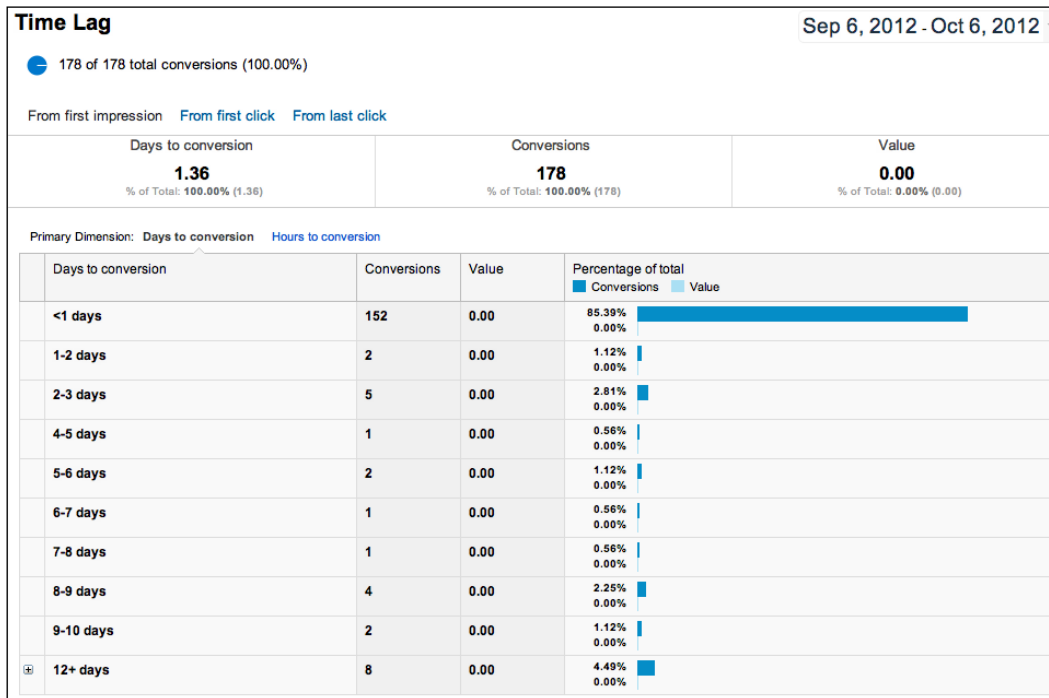 Time Lag
Sep 6, 2012 - Oct 6, 2012
178 of 178 total conversions (100.00%)
From first impression From first click From last click
Days to conversion Conversions Value
1.36 178 0.00
% of Total: 100.00% (1.36) % of Total: 100.00% (178) % of Total: 0.00% (0.00)
Primary Dimension: Days to conversion Hours to conversion
Days to conversion Conversions Value Percentage of total
Conversions Value
<1 days 152 0.00 85.39%
0.00%
1-2 days 2 0.00 1.12%
0.00%
2-3 days 5 0.00 2.81%
0.00%
4-5 days 1 0.00 0.56%
0.00%
5-6 days 2 0.00 1.12%
0.00%
6-7 days 1 0.00 0.56%
0.00%
7-8 days 1 0.00 0.56%
0.00%
8-9 days 4 0.00 2.25%
0.00%
9-10 days 2 0.00 1.12%
0.00%
12+ days 8 0.00 4.49%
0.00%